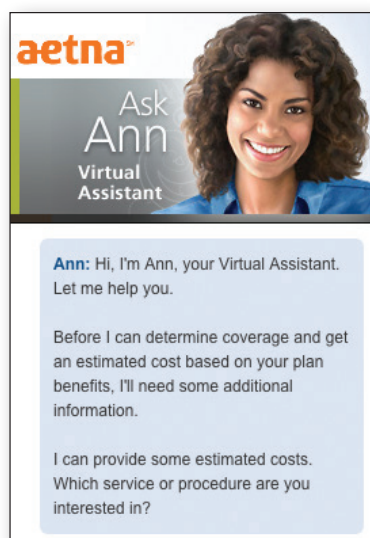 aetna℠
Ask
Ann
Virtual
Assistant
Ann: Hi, I'm Ann, your Virtual Assistant.
Let me help you.
Before I can determine coverage and get
an estimated cost based on your plan
benefits, I'll need some additional
information.
I can provide some estimated costs.
Which service or procedure are you
interested in?